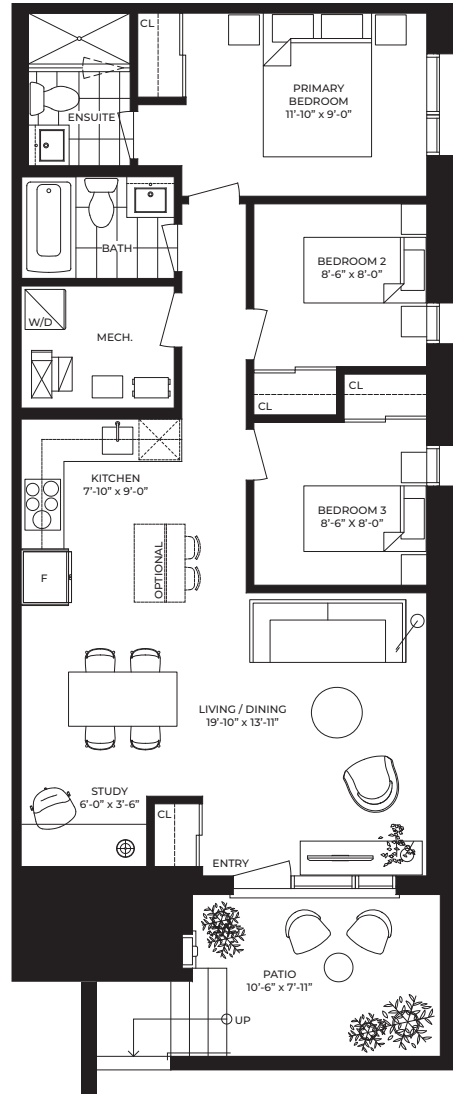 CL
PRIMARY
BEDROOM
11'-10" x 9'-0"
ENSUITE
BATH
BEDROOM 2
8'-6" x 8'-0"
W/D
MECH.
CL
CL
KITCHEN
7'-10" x 9'-0"
BEDROOM 3
8'-6" X 8'-0"
OPTIONAL
F
LIVING / DINING
19'-10" x 13'-11"
STUDY
6'-0" x 3'-6"
CL
ENTRY
PATIO
10'-6" x 7'-11"
UP